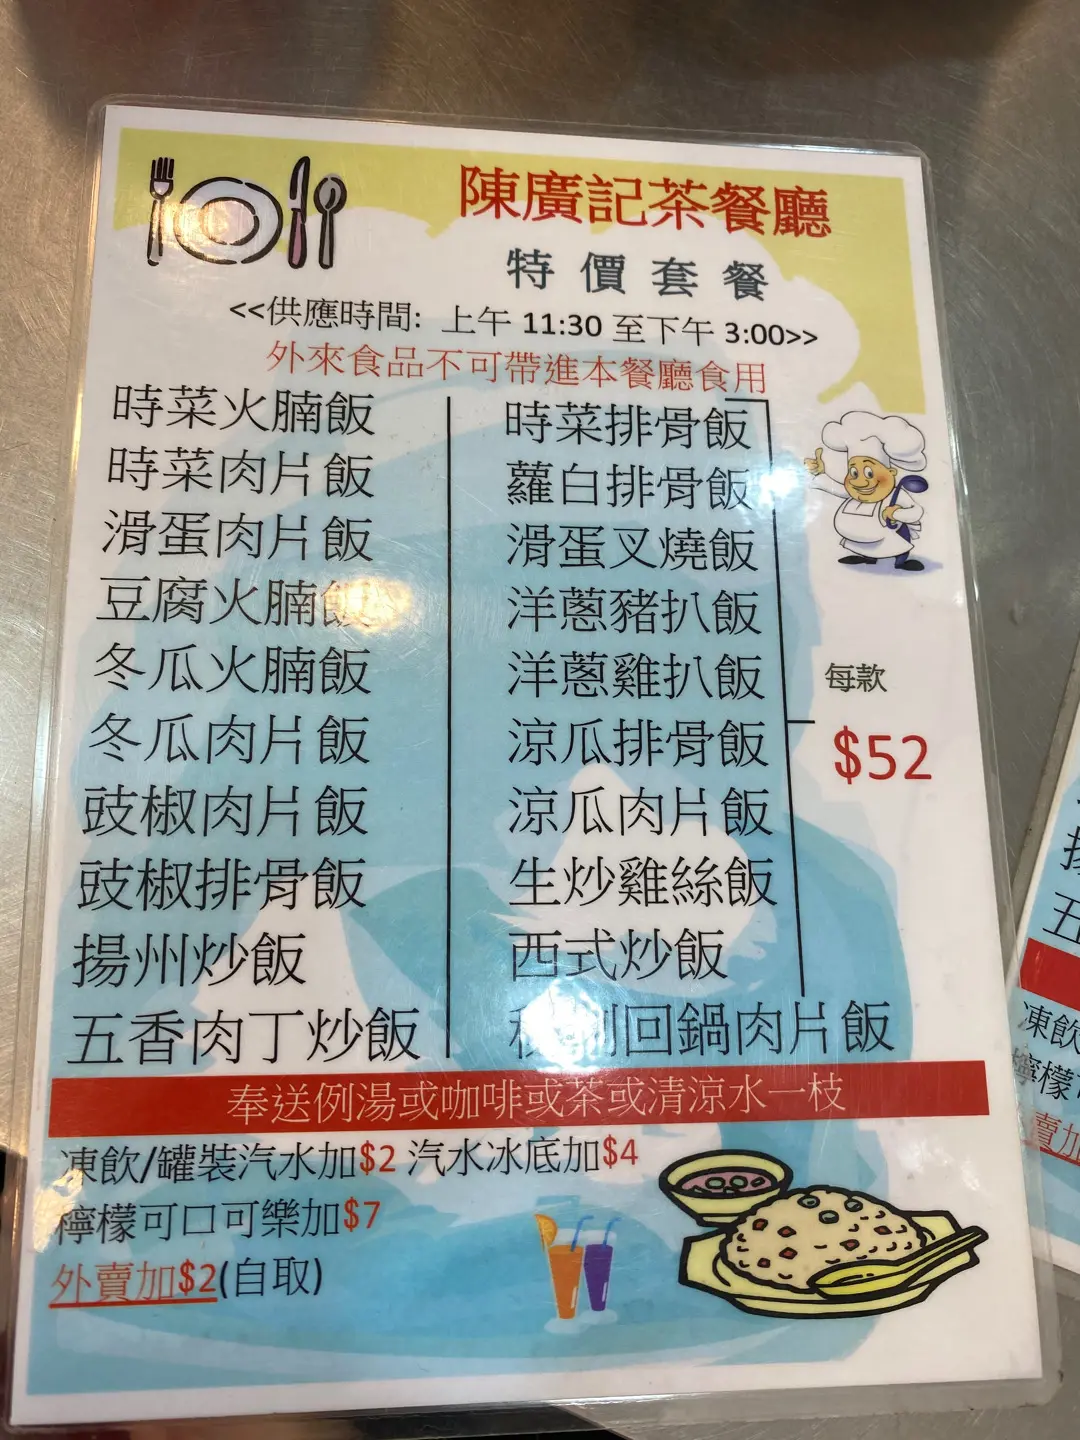 陳廣記茶餐廳
特價套餐
<<供應時間: 上午 11:30 至下午 3:00>>
外來食品不可帶進本餐廳食用
時菜火腩飯
時菜肉片飯
滑蛋肉片飯
豆腐火腩飯
冬瓜火腩飯
冬瓜肉片飯
豉椒肉片飯
豉椒排骨飯
揚州炒飯
五香肉丁炒飯
時菜排骨飯
蘿白排骨飯
滑蛋叉燒飯
洋蔥豬扒飯
洋蔥雞扒飯
涼瓜排骨飯
涼瓜肉片飯
生炒雞絲飯
西式炒飯
回鍋肉片飯
每款
$52
奉送例湯或咖啡或茶或清涼水一枝
凍飲/罐裝汽水加$2 汽水冰底加$4
檸檬可口可樂加$7
外賣加$2(自取)
五
凍飲
檸檬
賣加